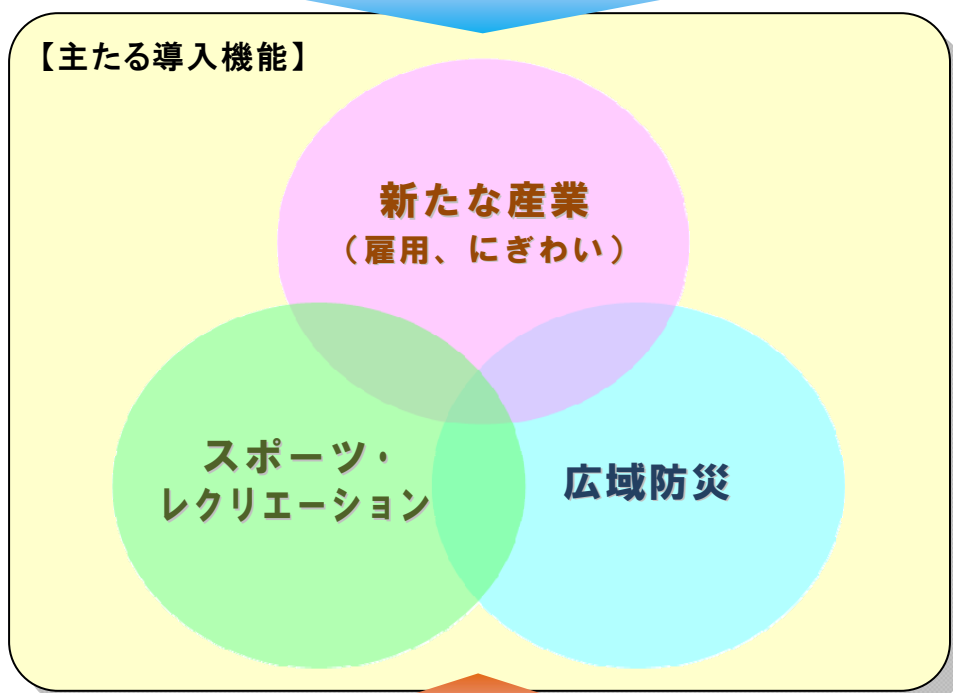 【主たる導入機能】
新たな産業
（雇用、にぎわい）
スポーツ・
レクリエーション
広域防災